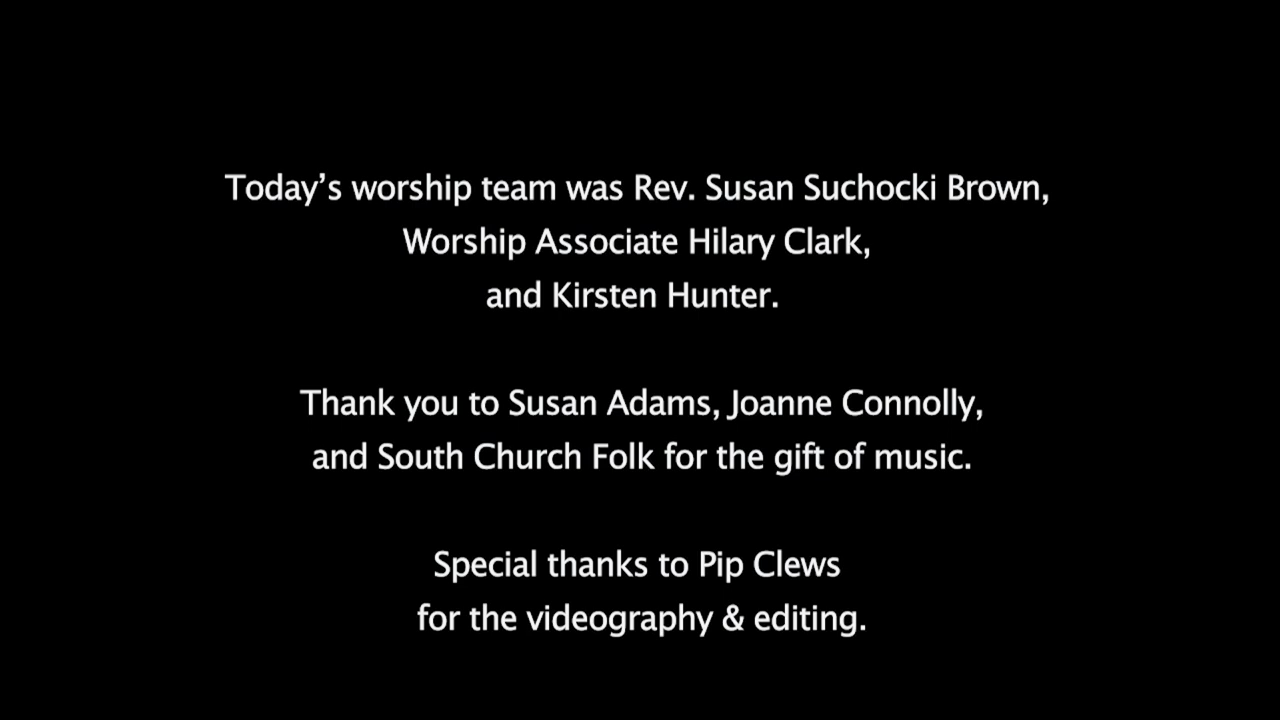 Today’s worship team was Rev. Susan Suchocki Brown,
Worship Associate Hilary Clark,
and Kirsten Hunter.
Thank you to Susan Adams, Joanne Connolly,
and South Church Folk for the gift of music.
Special thanks to Pip Clews
for the videography & editing.